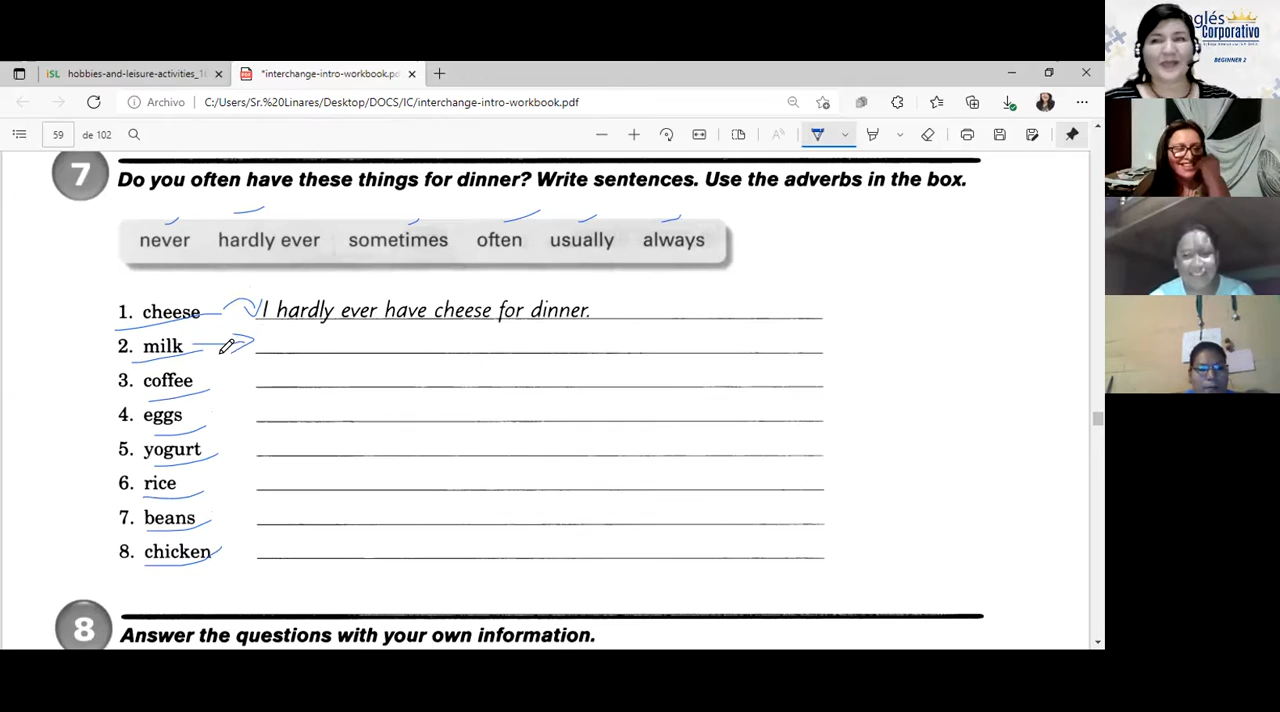 hobbies-and-leisure-activities_1
*interchange-intro-workbook.pd
Archivo
C:/Users/Sr.%20Linares/Desktop/DOCS/IC/interchange-intro-workbook.pdf
59 de 102
7
Do you often have these things for dinner? Write sentences. Use the adverbs in the box.
never hardly ever sometimes often usually always
1. cheese I hardly ever have cheese for dinner.
2. milk
3. coffee
4. eggs
5. yogurt
6. rice
7. beans
8. chicken
8
Answer the questions with your own information.
nglés
Corporativo
BEGINNER 2